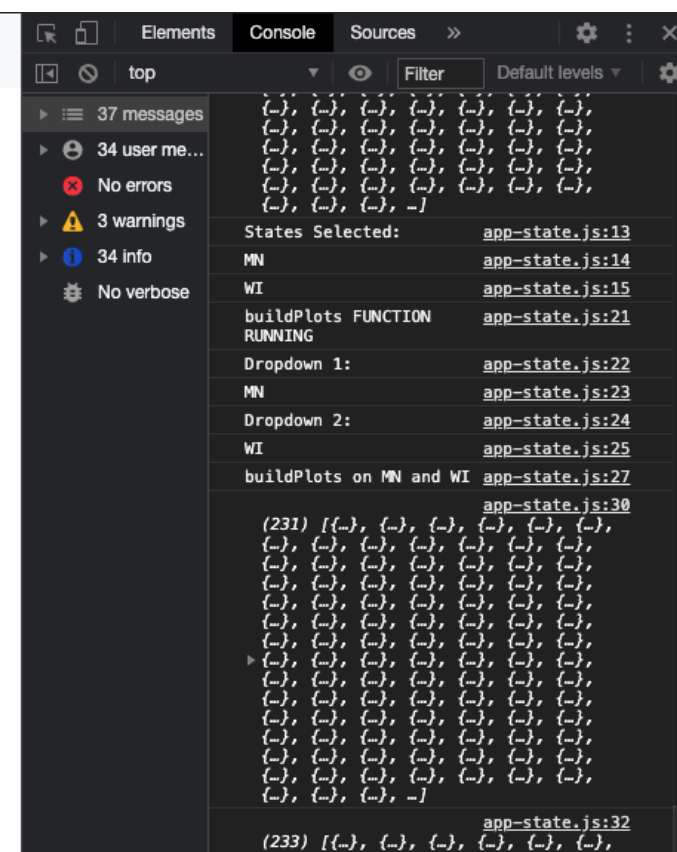 Elements Console Sources »
top Filter Default levels
37 messages
34 user me...
No errors
3 warnings
34 info
No verbose
{…}, {…}, {…}, {…}, {…}, {…}, {…},
{…}, {…}, {…}, {…}, {…}, {…}, {…},
{…}, {…}, {…}, {…}, {…}, {…}, {…},
{…}, {…}, {…}, {…}, {…}, {…}, {…},
{…}, {…}, {…}, {…}, {…}, {…}, {…},
{…}, {…}, {…}, …]
States Selected: app-state.js:13
MN app-state.js:14
WI app-state.js:15
buildPlots FUNCTION app-state.js:21
RUNNING
Dropdown 1: app-state.js:22
MN app-state.js:23
Dropdown 2: app-state.js:24
WI app-state.js:25
buildPlots on MN and WI app-state.js:27
app-state.js:30
(231) [{…}, {…}, {…}, {…}, {…}, {…},
{…}, {…}, {…}, {…}, {…}, {…}, {…},
{…}, {…}, {…}, {…}, {…}, {…}, {…},
{…}, {…}, {…}, {…}, {…}, {…}, {…},
{…}, {…}, {…}, {…}, {…}, {…}, {…},
{…}, {…}, {…}, {…}, {…}, {…}, {…},
{…}, {…}, {…}, {…}, {…}, {…}, {…},
{…}, {…}, {…}, {…}, {…}, {…}, {…},
{…}, {…}, {…}, {…}, {…}, {…}, {…},
{…}, {…}, {…}, {…}, {…}, {…}, {…},
{…}, {…}, {…}, {…}, {…}, {…}, {…},
{…}, {…}, {…}, {…}, {…}, {…}, {…},
{…}, {…}, {…}, {…}, {…}, {…}, {…},
{…}, {…}, {…}, {…}, {…}, {…}, {…},
{…}, {…}, {…}, …]
app-state.js:32
(233) [{…}, {…}, {…}, {…}, {…}, {…},